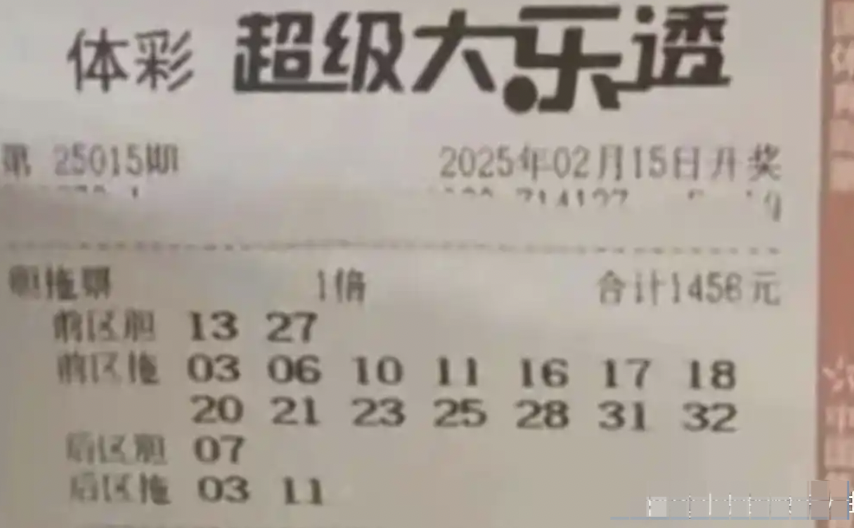 体彩 超级大乐透
第 25015期 2025年02月15日开奖
胆拖票 1倍 合计1456元
前区胆 13 27
前区拖 03 06 10 11 16 17 18
20 21 23 25 28 31 32
后区胆 07
后区拖 03 11